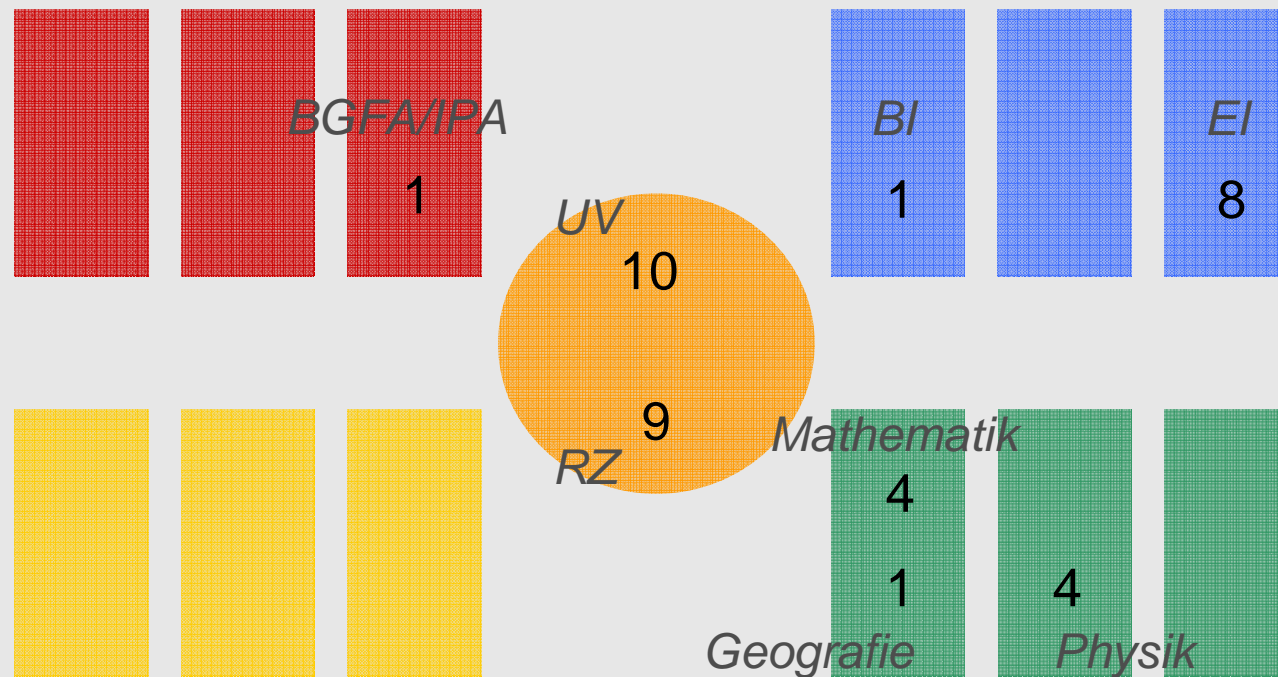 BGFA/IPA
1
BI
1
EI
8
UV
10
9
RZ
Mathematik
4
1
Geografie
4
Physik